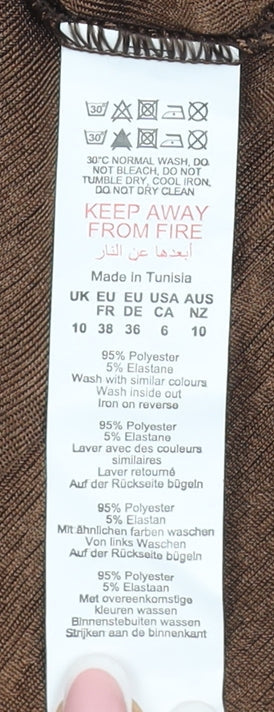 30°
30°
30°C NORMAL WASH, DO
NOT BLEACH, DO NOT
TUMBLE DRY, COOL IRON,
DO NOT DRY CLEAN
KEEP AWAY
FROM FIRE
أبعدها عن النار
Made in Tunisia
UK EU EU USA AUS
FR DE CA NZ
10 38 36 6 10
95% Polyester
5% Elastane
Wash with similar colours
Wash inside out
Iron on reverse
95% Polyester
5% Elastane
Laver avec des couleurs
similaires
Laver retourné
Auf der Rückseite bügeln
95% Polyester
5% Elastan
Mit ähnlichen farben waschen
Von links Waschen
Auf der Rückseite bügeln
95% Polyester
5% Elastaan
Met overeenkomstige
kleuren wassen
Binnenstebuiten wassen
Strijken aan de binnenkant